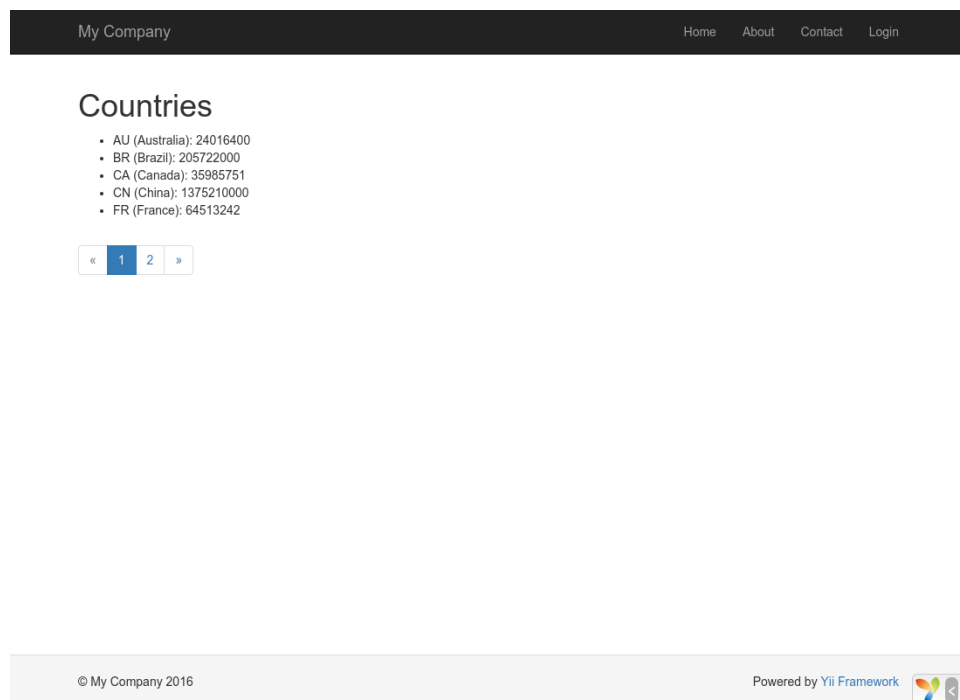 My Company Home About Contact Login
Countries
AU (Australia): 24016400
BR (Brazil): 205722000
CA (Canada): 35985751
CN (China): 1375210000
FR (France): 64513242
« 1 2 »
© My Company 2016 Powered by Yii Framework